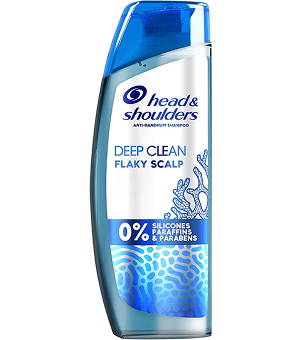 head&
shoulders
ANTI-DANDRUFF SHAMPOO
DEEP CLEAN
FLAKY SCALP
0% SILICONES
PARAFFINS
& PARABENS